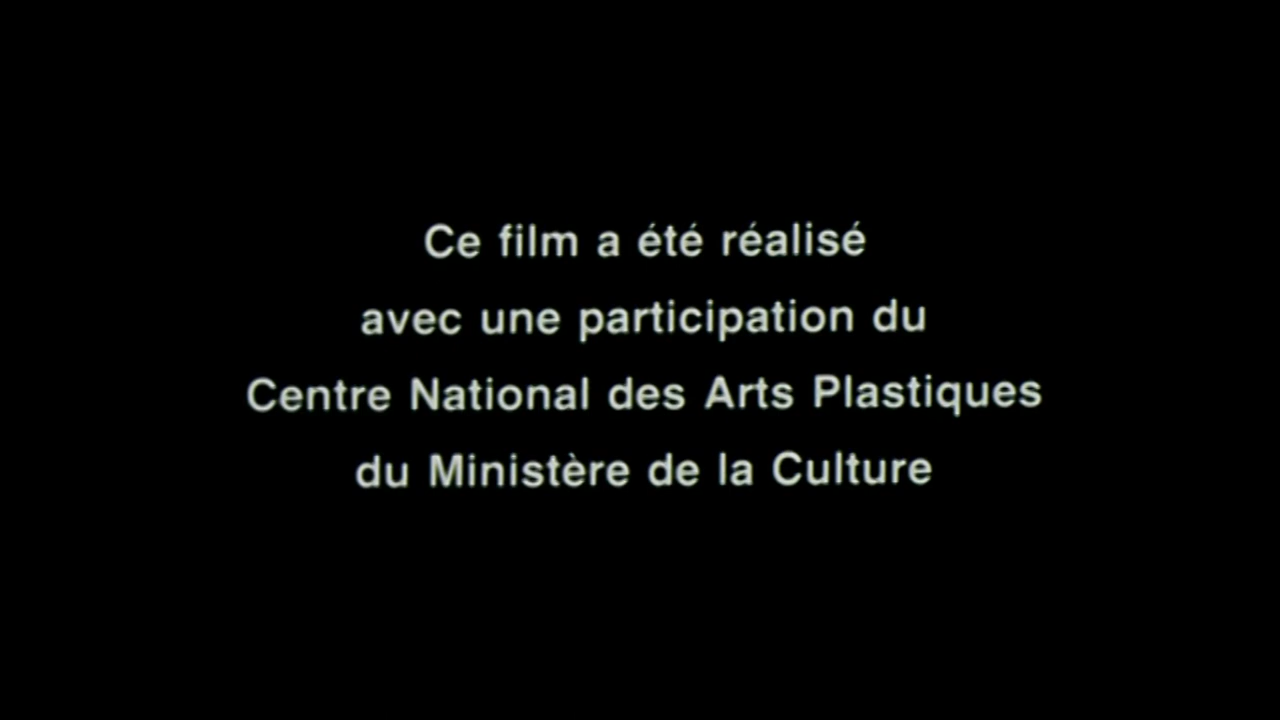 Ce film a été réalisé
avec une participation du
Centre National des Arts Plastiques
du Ministère de la Culture